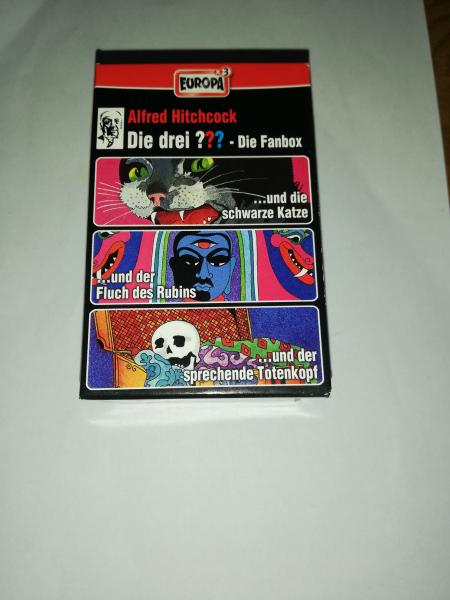 EUROPA x3
Alfred Hitchcock
Die drei ??? - Die Fanbox
...und die
schwarze Katze
...und der
Fluch des Rubins
...und der
sprechende Totenkopf